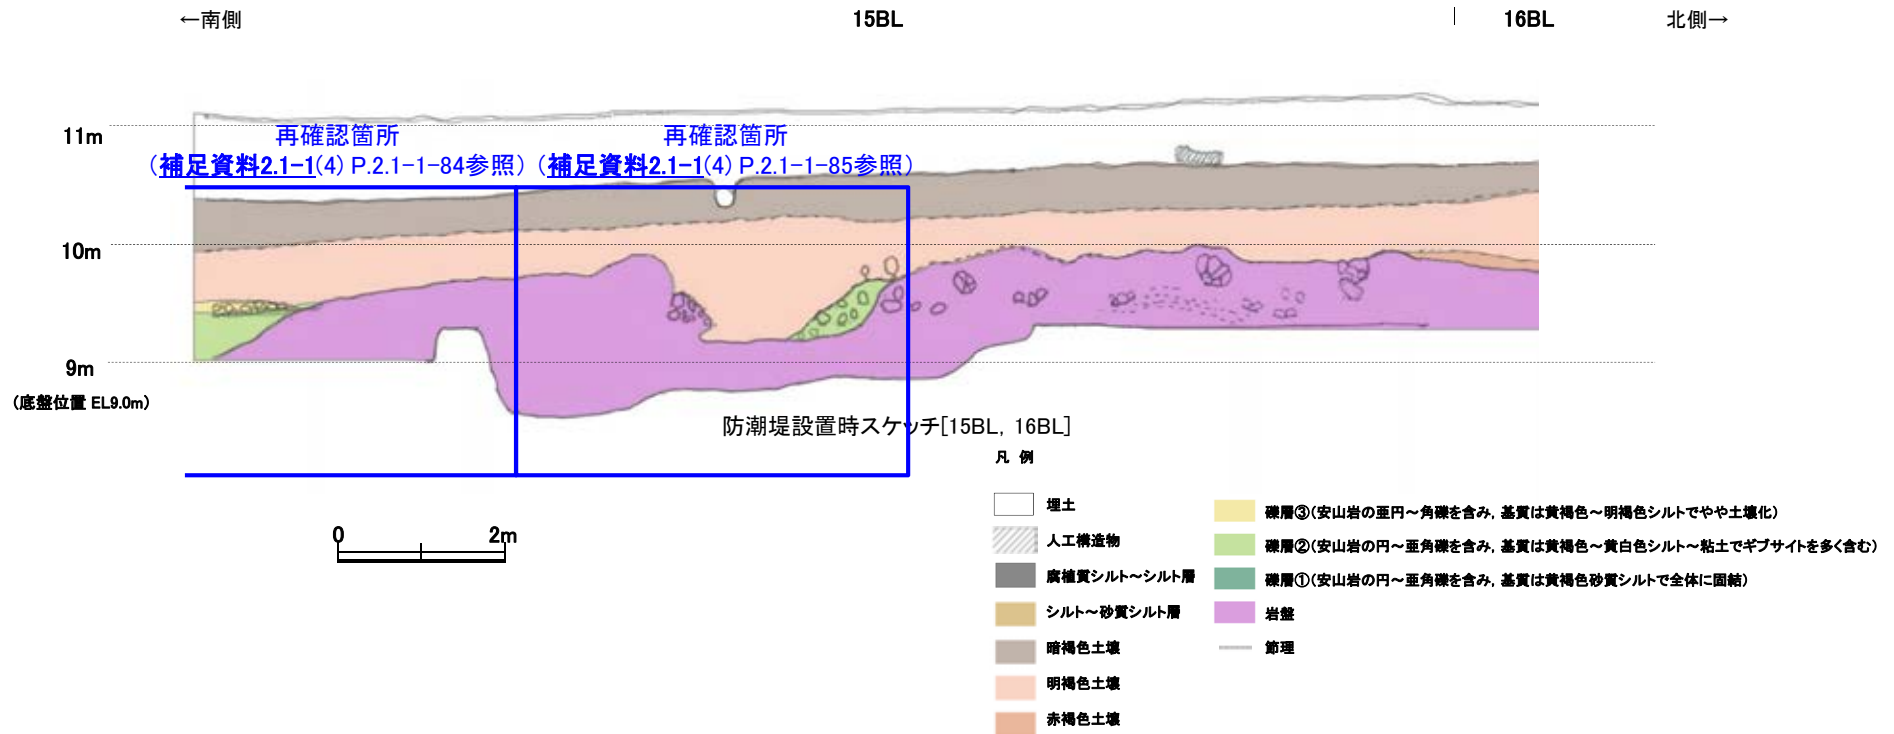 ←南側 15BL 16BL 北側→
11m
再確認箇所
(補足資料2.1-1(4) P.2.1-1-84参照)
再確認箇所
(補足資料2.1-1(4) P.2.1-1-85参照)
10m
9m
(底盤位置 EL9.0m)
防潮堤設置時スケッチ[15BL, 16BL]
0 2m
凡 例
埋土
人工構造物
腐植質シルト～シルト層
シルト～砂質シルト層
暗褐色土壌
明褐色土壌
赤褐色土壌
礫層③(安山岩の亜円～角礫を含み, 基質は黄褐色～明褐色シルトでやや土壌化)
礫層②(安山岩の円～亜角礫を含み, 基質は黄褐色～黄白色シルト～粘土でギブサイトを多く含む)
礫層①(安山岩の円～亜角礫を含み, 基質は黄褐色砂質シルトで全体に固結)
岩盤
節理